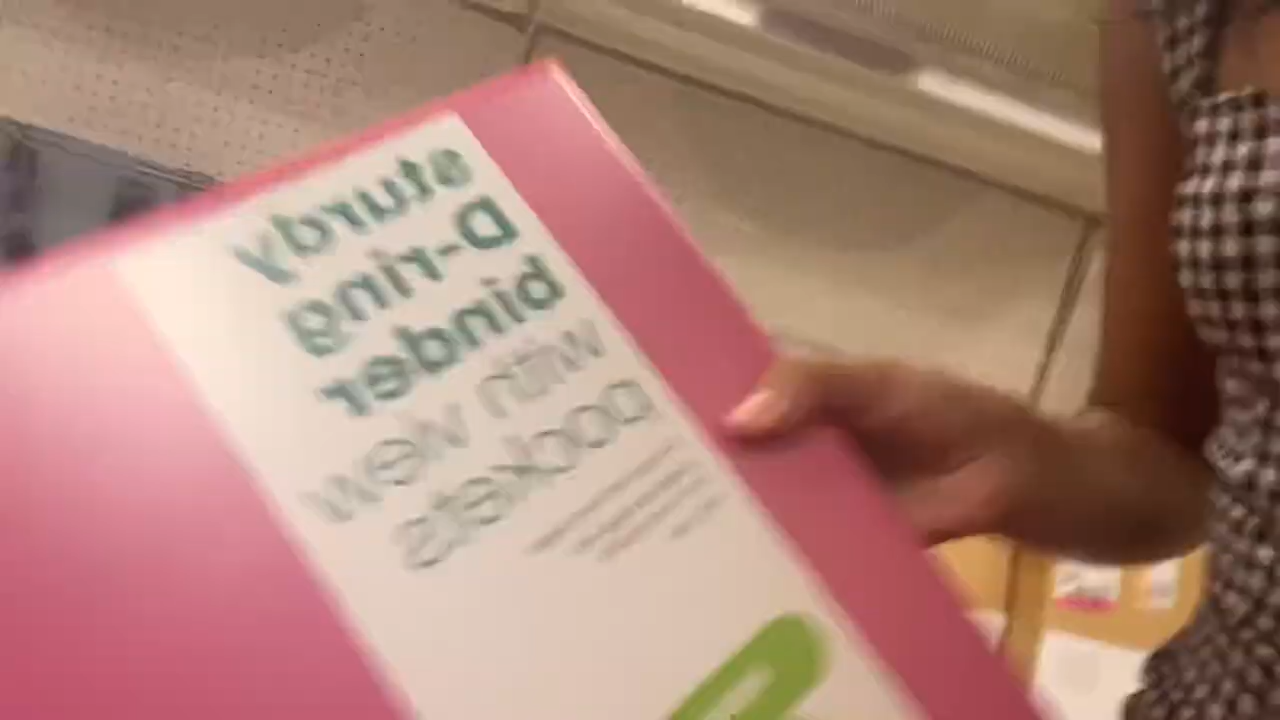 sturdy
D-ring
binder
with view
pockets